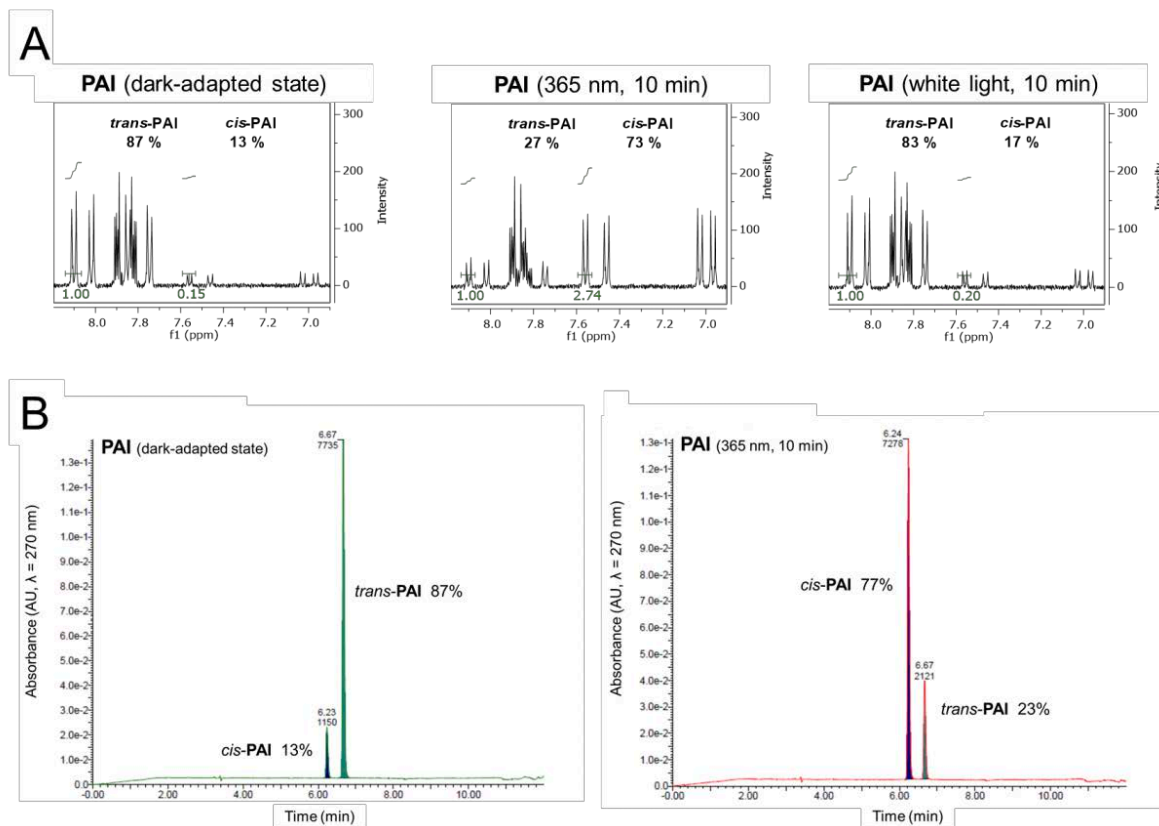 A
PAI (dark-adapted state)
trans-PAI cis-PAI
87 % 13 %
300
200
100
0
Intensity
1.00 0.15
8.0 7.8 7.6 7.4 7.2 7.0
f1 (ppm)
PAI (365 nm, 10 min)
trans-PAI cis-PAI
27 % 73 %
300
200
100
0
Intensity
1.00 2.74
8.0 7.8 7.6 7.4 7.2 7.0
f1 (ppm)
PAI (white light, 10 min)
trans-PAI cis-PAI
83 % 17 %
300
200
100
0
Intensity
1.00 0.20
8.0 7.8 7.6 7.4 7.2 7.0
f1 (ppm)
B
PAI (dark-adapted state)
6.67
7735
1.3e-1
1.2e-1
1.1e-1
1.0e-1
9.0e-2
8.0e-2
7.0e-2
6.0e-2
5.0e-2
4.0e-2
3.0e-2
2.0e-2
1.0e-2
0.0
Absorbance (AU, λ = 270 nm)
trans-PAI 87%
6.23
1150
cis-PAI 13%
-0.00 2.00 4.00 6.00 8.00 10.00
Time (min)
PAI (365 nm, 10 min)
6.24
7278
1.3e-1
1.2e-1
1.1e-1
1.0e-1
9.0e-2
8.0e-2
7.0e-2
6.0e-2
5.0e-2
4.0e-2
3.0e-2
2.0e-2
1.0e-2
0.0
Absorbance (AU, λ = 270 nm)
cis-PAI 77%
6.67
2121
trans-PAI 23%
-0.00 2.00 4.00 6.00 8.00 10.00
Time (min)